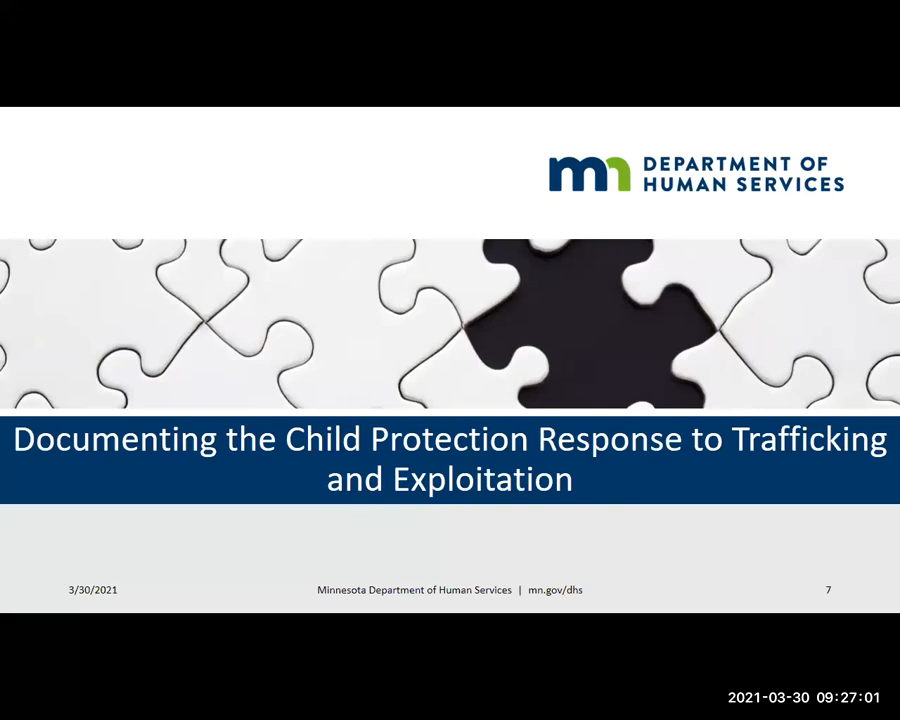 mn DEPARTMENT OF
HUMAN SERVICES
Documenting the Child Protection Response to Trafficking
and Exploitation
3/30/2021 Minnesota Department of Human Services | mn.gov/dhs 7
2021-03-30 09:27:01